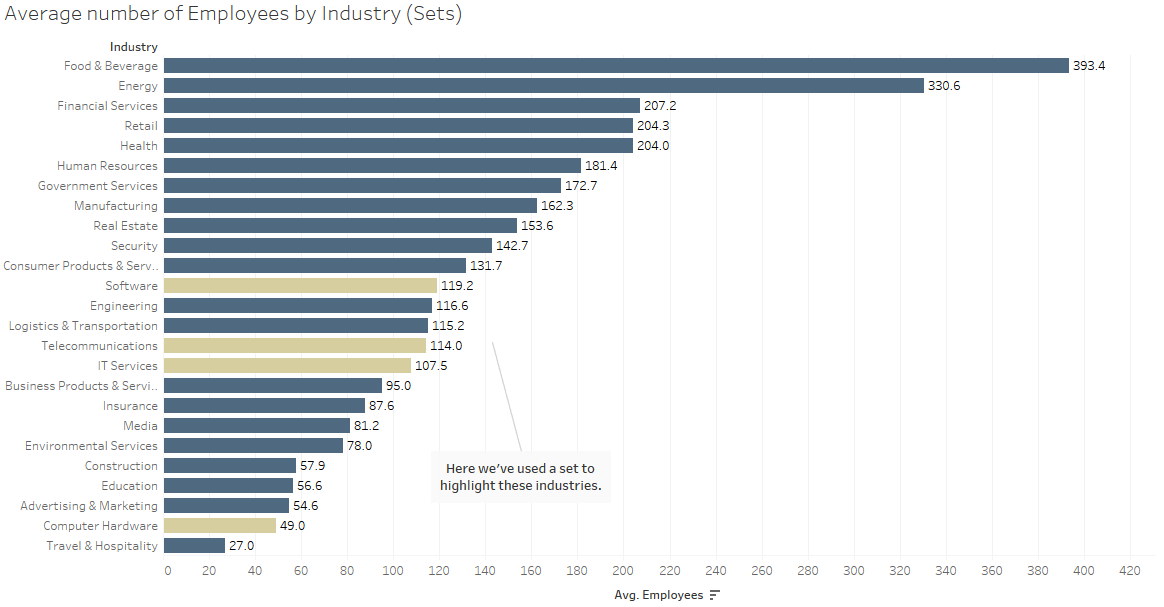 Average number of Employees by Industry (Sets)
Industry
Food & Beverage 393.4
Energy 330.6
Financial Services 207.2
Retail 204.3
Health 204.0
Human Resources 181.4
Government Services 172.7
Manufacturing 162.3
Real Estate 153.6
Security 142.7
Consumer Products & Serv.. 131.7
Software 119.2
Engineering 116.6
Logistics & Transportation 115.2
Telecommunications 114.0
IT Services 107.5
Business Products & Servi.. 95.0
Insurance 87.6
Media 81.2
Environmental Services 78.0
Construction 57.9
Education 56.6
Advertising & Marketing 54.6
Computer Hardware 49.0
Travel & Hospitality 27.0
Here we've used a set to
highlight these industries.
0 20 40 60 80 100 120 140 160 180 200 220 240 260 280 300 320 340 360 380 400 420
Avg. Employees